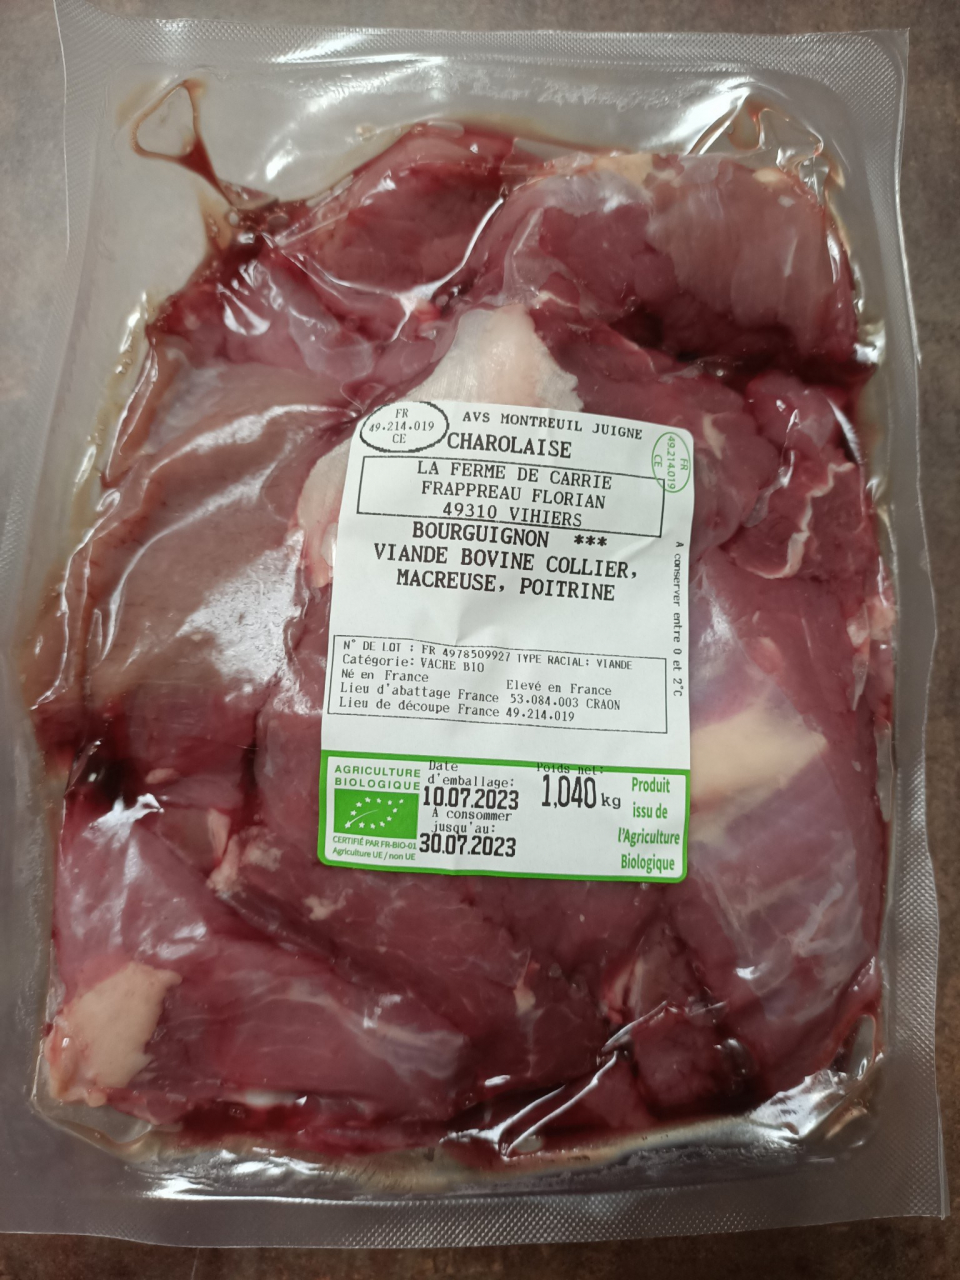 FR
49.214.019
CE
AVS MONTREUIL JUIGNE
CHAROLAISE
FR
49.214.019
CE
LA FERME DE CARRIE
FRAPPREAU FLORIAN
49310 VIHIERS
BOURGUIGNON ***
VIANDE BOVINE COLLIER,
MACREUSE, POITRINE
A conserver entre 0 et 2°C
N° DE LOT : FR 4978509927 TYPE RACIAL: VIANDE
Catégorie: VACHE BIO
Né en France Elevé en France
Lieu d'abattage France 53.084.003 CRAON
Lieu de découpe France 49.214.019
AGRICULTURE
BIOLOGIQUE
CERTIFIÉ PAR FR-BIO-01
Agriculture UE / non UE
Date
d'emballage:
10.07.2023
A consommer
jusqu'au:
30.07.2023
Poids net:
1,040 kg
Produit
issu de
l'Agriculture
Biologique